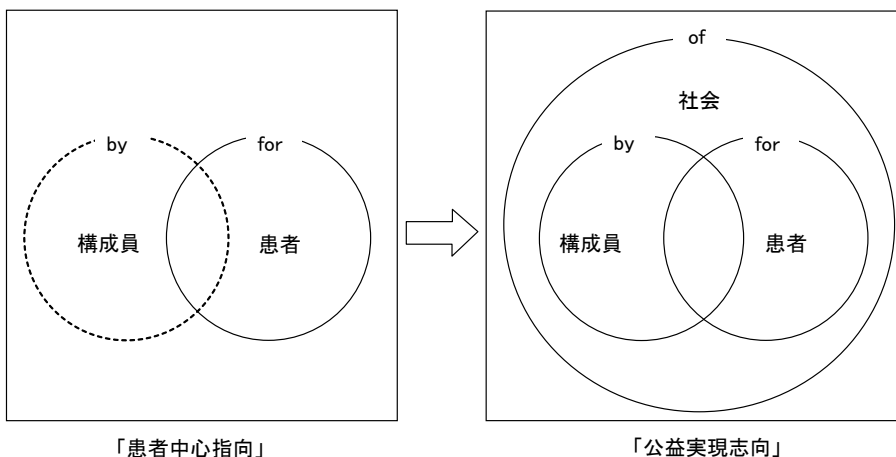 by
for
構成員
患者
「患者中心指向」
of
社会
by
for
構成員
患者
「公益実現志向」